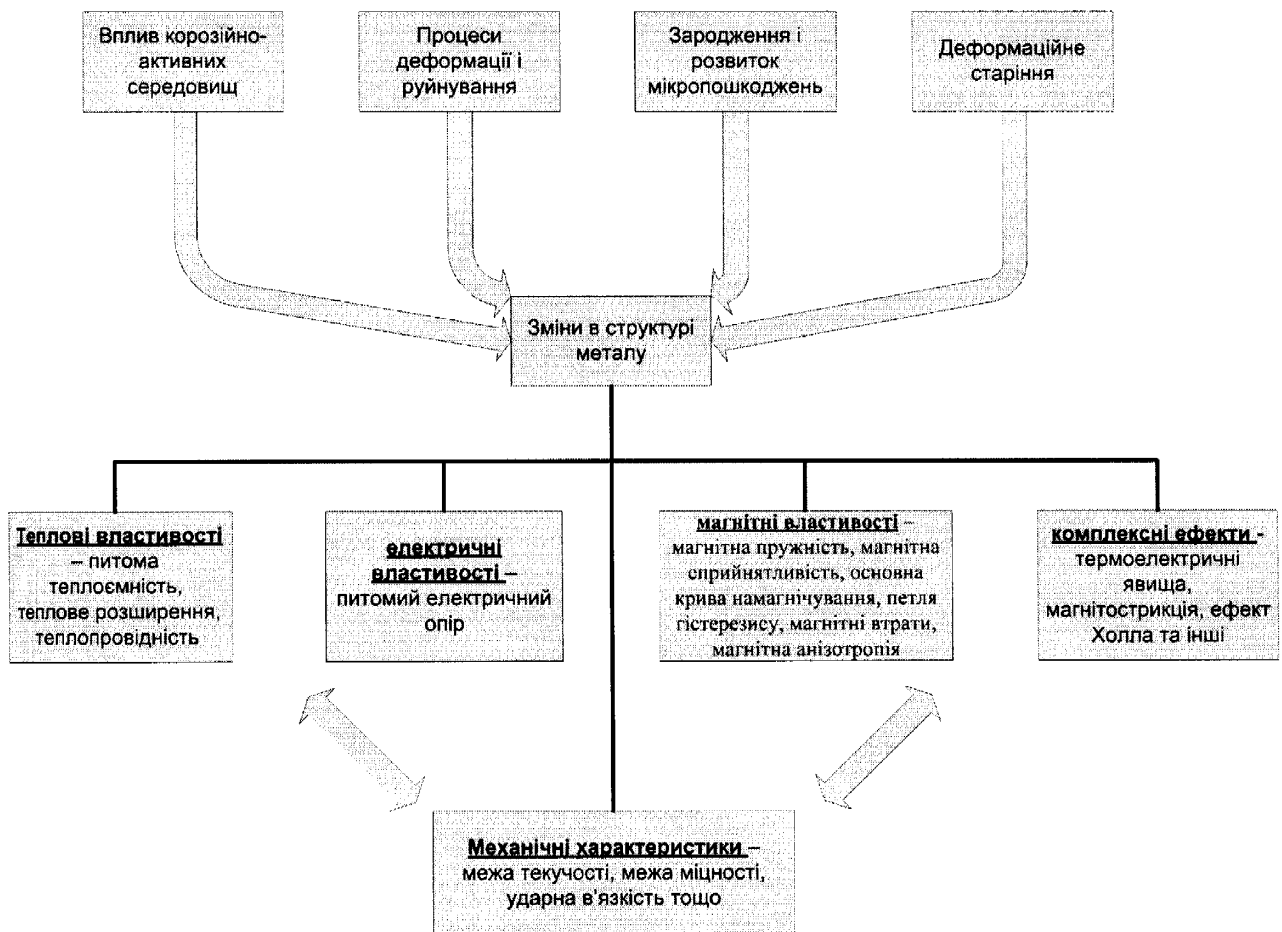 Вплив корозійно-
активних
середовищ
Процеси
деформації і
руйнування
Зародження і
розвиток
мікропошкоджень
Деформаційне
старіння
Зміни в структурі
металу
Теплові властивості
– питома
теплоємність,
теплове розширення,
теплопровідність
електричні
властивості –
питомий електричний
опір
магнітні властивості –
магнітна пружність, магнітна
сприйнятливість, основна
крива намагнічування, петля
гістерезису, магнітні втрати,
магнітна анізотропія
комплексні ефекти -
термоелектричні
явища,
магнітострикція, ефект
Холла та інші
Механічні характеристики –
межа текучості, межа міцності,
ударна в'язкість тощо